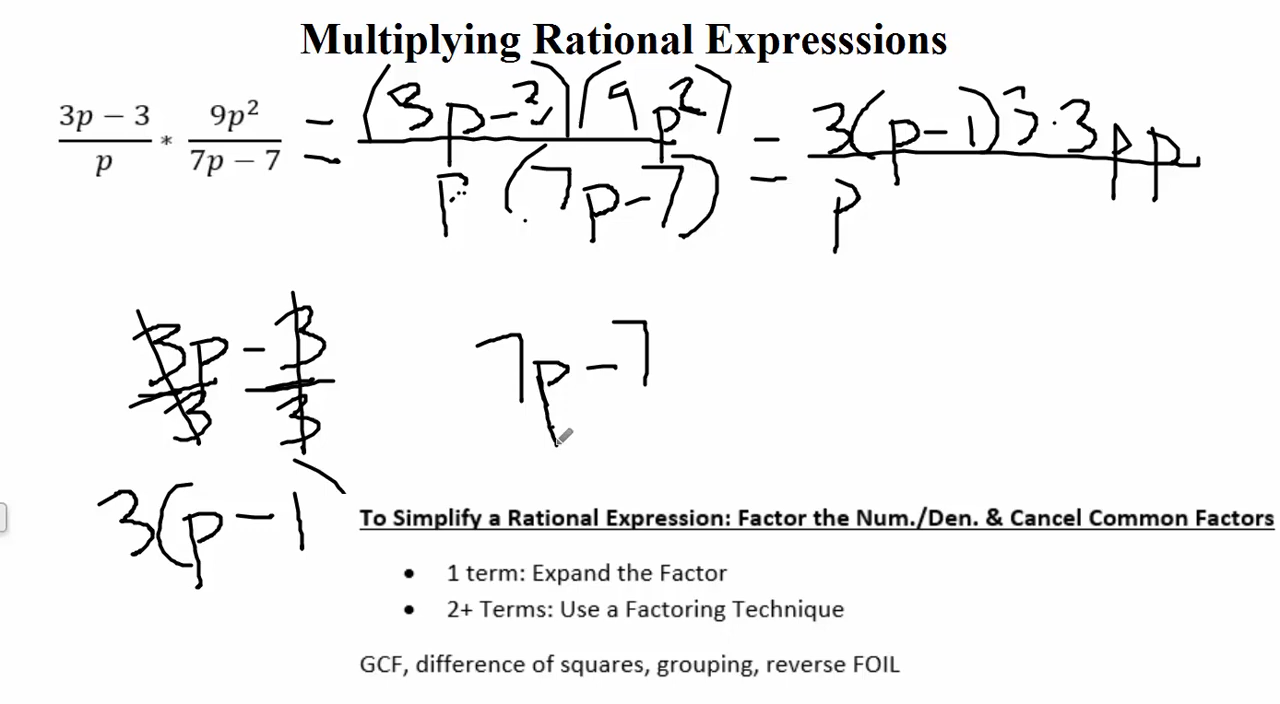 Multiplying Rational Expresssions
3p − 3 / p * 9p² / 7p − 7 = (3p − 3)(9p²) / p(7p − 7) = 3(p − 1)3·3pp / p
3p/3 − 3/3
7p − 7
3(p − 1)
To Simplify a Rational Expression: Factor the Num./Den. & Cancel Common Factors
• 1 term: Expand the Factor
• 2+ Terms: Use a Factoring Technique
GCF, difference of squares, grouping, reverse FOIL